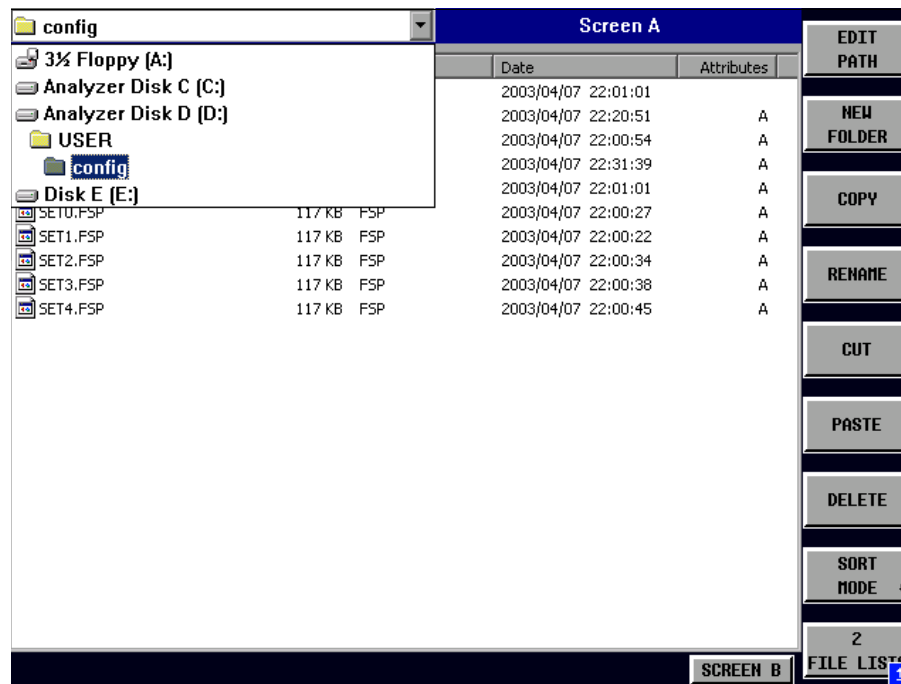 config
Screen A
3½ Floppy (A:)
Analyzer Disk C (C:)
Analyzer Disk D (D:)
USER
config
Disk E (E:)
Date Attributes
2003/04/07 22:01:01
2003/04/07 22:20:51 A
2003/04/07 22:00:54 A
2003/04/07 22:31:39 A
2003/04/07 22:01:01 A
SET0.FSP 117 KB FSP 2003/04/07 22:00:27 A
SET1.FSP 117 KB FSP 2003/04/07 22:00:22 A
SET2.FSP 117 KB FSP 2003/04/07 22:00:34 A
SET3.FSP 117 KB FSP 2003/04/07 22:00:38 A
SET4.FSP 117 KB FSP 2003/04/07 22:00:45 A
SCREEN B
EDIT
PATH
NEW
FOLDER
COPY
RENAME
CUT
PASTE
DELETE
SORT
MODE
2
FILE LISTS